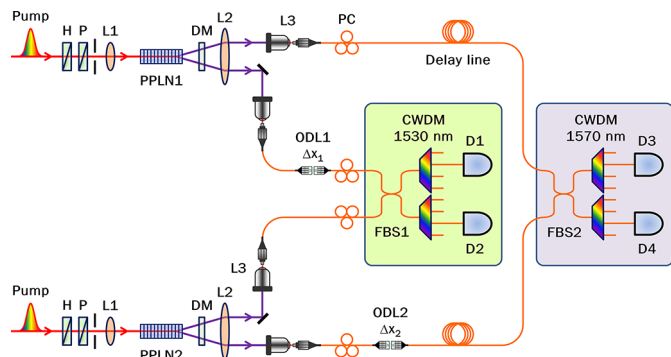 Pump
H P L1
PPLN1
DM
L2
L3
PC
Delay line
ODL1
Δx1
CWDM
1530 nm
D1
FBS1
D2
CWDM
1570 nm
D3
FBS2
D4
Pump
H P L1
PPLN2
DM
L2
L3
ODL2
Δx2